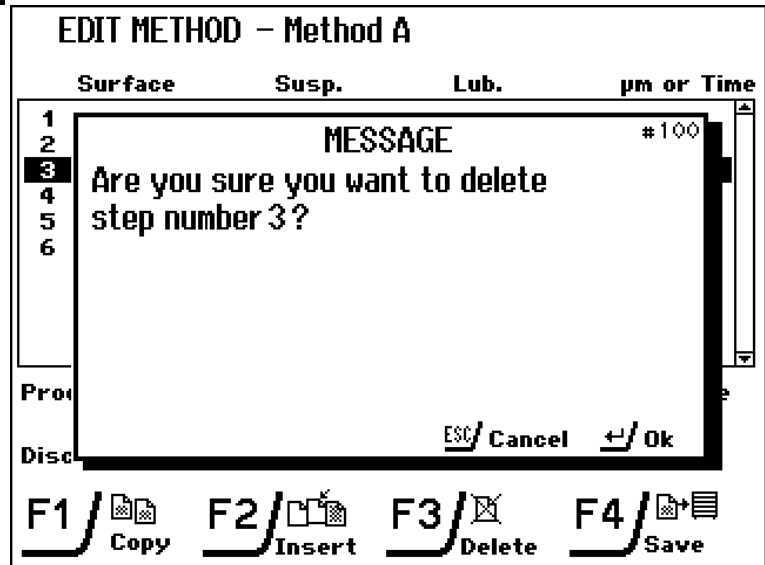 EDIT METHOD – Method A
Surface Susp. Lub. µm or Time
1
2
3
4
5
6
MESSAGE #100
Are you sure you want to delete
step number 3?
ESC Cancel ↵ Ok
F1 Copy F2 Insert F3 Delete F4 Save